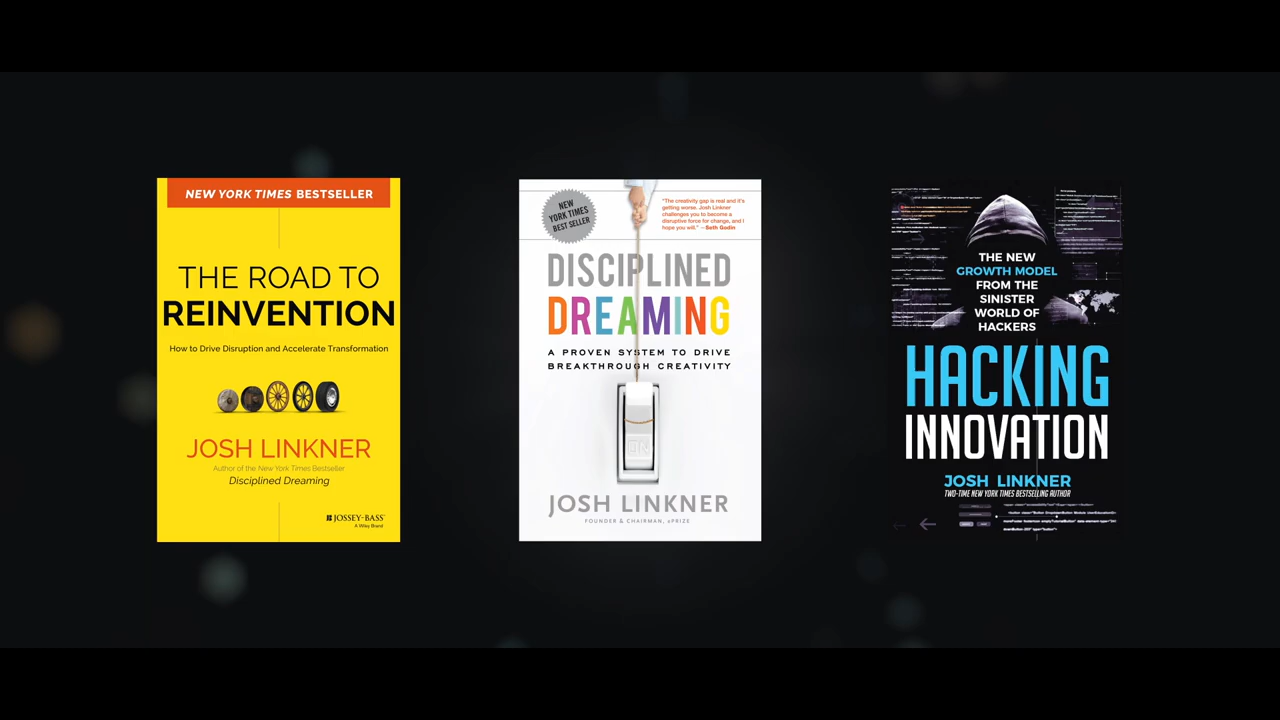 NEW YORK TIMES BESTSELLER
THE ROAD TO
REINVENTION
How to Drive Disruption and Accelerate Transformation
JOSH LINKNER
Author of the New York Times Bestseller
Disciplined Dreaming
JOSSEY-BASS
A Wiley Brand
NEW
YORK TIMES
BEST SELLER
"The creativity gap is real and it's
getting worse. Josh Linkner
challenges you to become a
disruptive force for change, and I
hope you will." —Seth Godin
DISCIPLINED
DREAMING
A PROVEN SYSTEM TO DRIVE
BREAKTHROUGH CREATIVITY
ON
JOSH LINKNER
FOUNDER & CHAIRMAN, ePRIZE
THE NEW
GROWTH MODEL
FROM THE
SINISTER
WORLD OF
HACKERS
HACKING
INNOVATION
JOSH LINKNER
TWO-TIME NEW YORK TIMES BESTSELLING AUTHOR